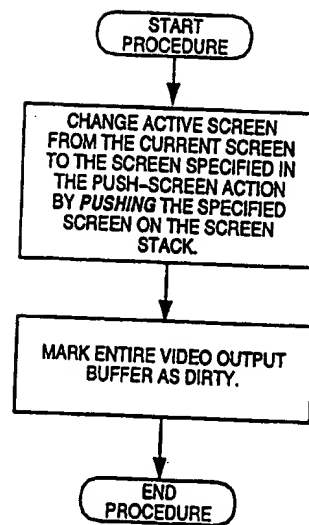 START
PROCEDURE
CHANGE ACTIVE SCREEN
FROM THE CURRENT SCREEN
TO THE SCREEN SPECIFIED IN
THE PUSH–SCREEN ACTION
BY PUSHING THE SPECIFIED
SCREEN ON THE SCREEN
STACK.
MARK ENTIRE VIDEO OUTPUT
BUFFER AS DIRTY.
END
PROCEDURE